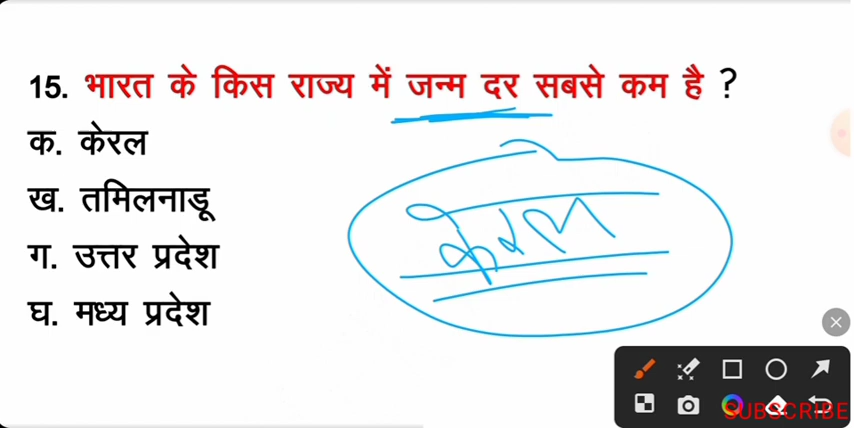 15. भारत के किस राज्य में जन्म दर सबसे कम है ?
क. केरल
ख. तमिलनाडू
ग. उत्तर प्रदेश
घ. मध्य प्रदेश
केरल
SUBSCRIBE